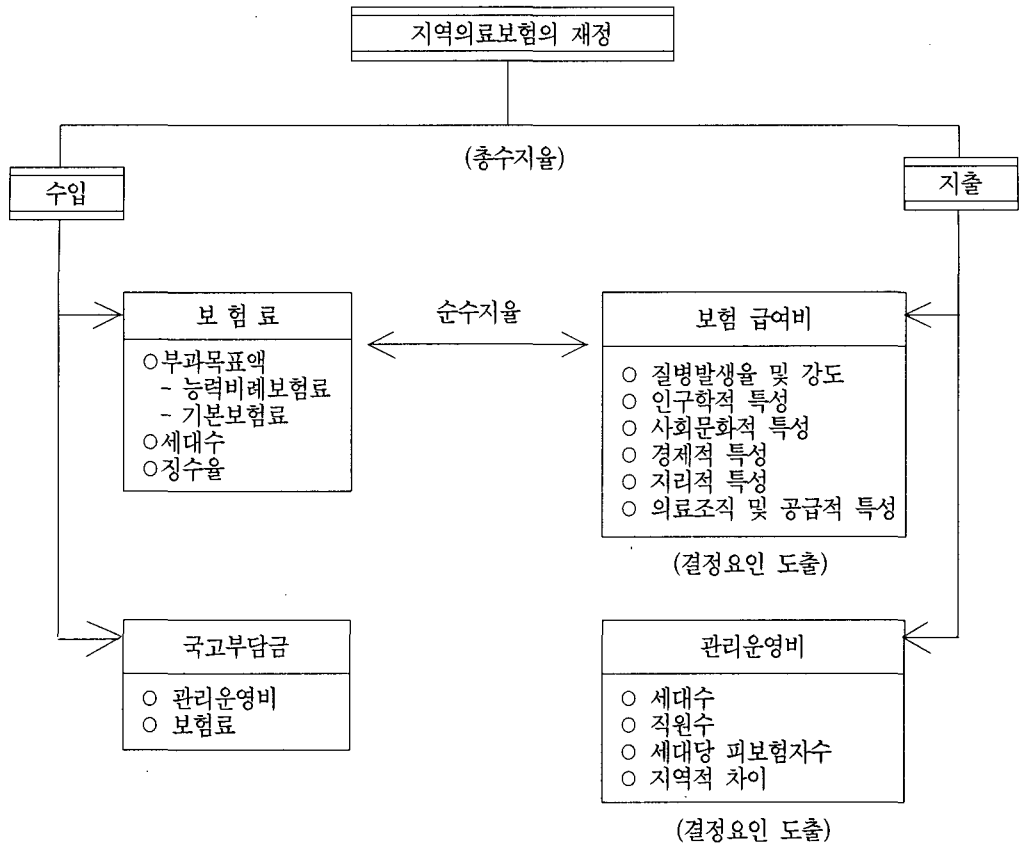 지역의료보험의 재정
(총수지율)
수입
지출
보 험 료
○부과목표액
- 능력비례보험료
- 기본보험료
○세대수
○징수율
순수지율
보험 급여비
○ 질병발생율 및 강도
○ 인구학적 특성
○ 사회문화적 특성
○ 경제적 특성
○ 지리적 특성
○ 의료조직 및 공급적 특성
(결정요인 도출)
국고부담금
○ 관리운영비
○ 보험료
관리운영비
○ 세대수
○ 직원수
○ 세대당 피보험자수
○ 지역적 차이
(결정요인 도출)